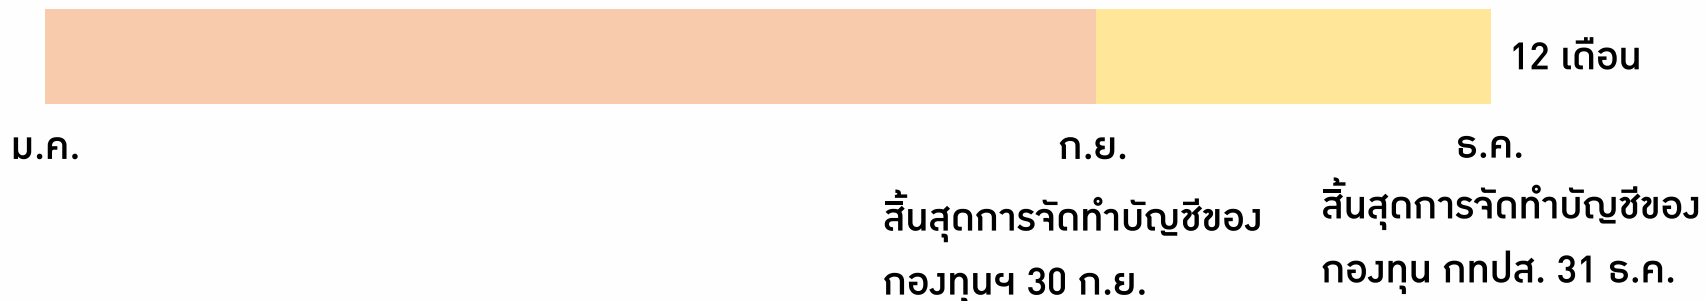 12 เดือน
ม.ค.
ก.ย.
ธ.ค.
สิ้นสุดการจัดทำบัญชีของ
กองทุนฯ 30 ก.ย.
สิ้นสุดการจัดทำบัญชีของ
กองทุน กทปส. 31 ธ.ค.